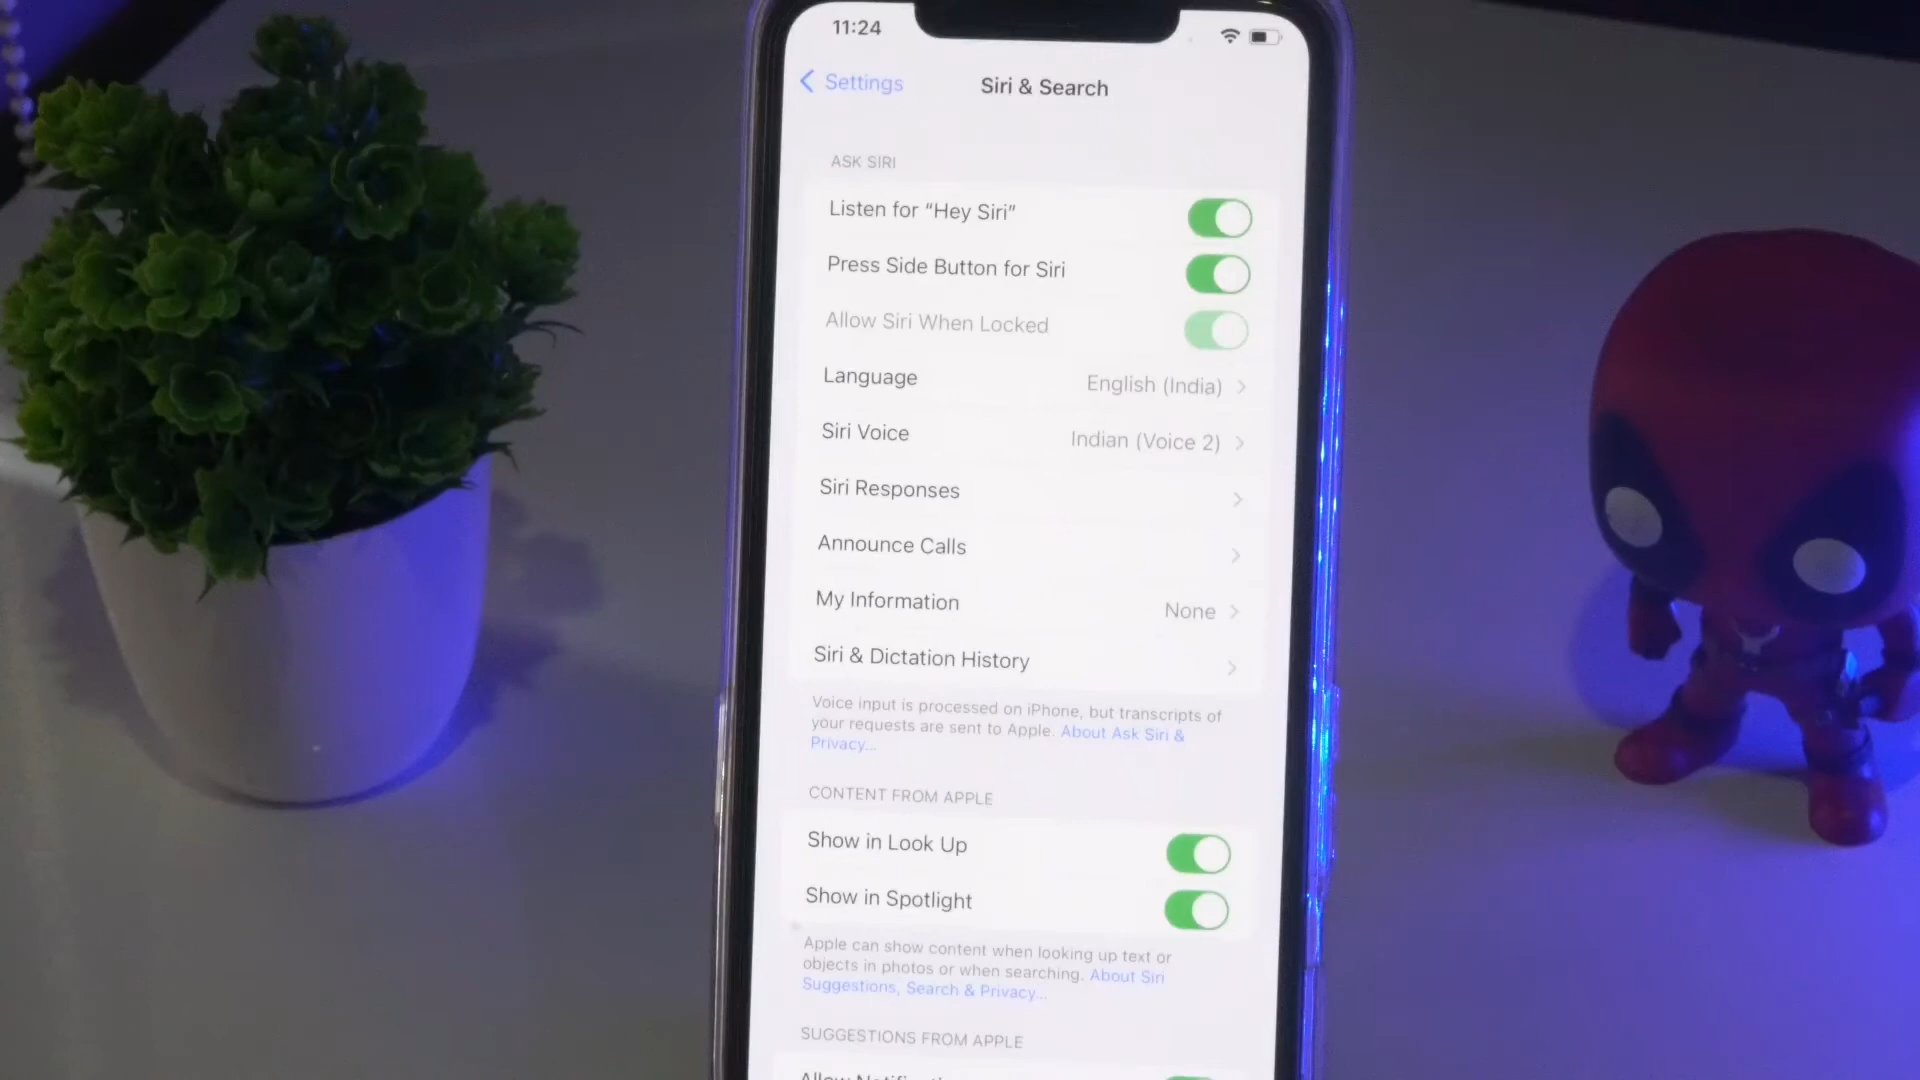 11:24
Settings
Siri & Search
ASK SIRI
Listen for “Hey Siri”
Press Side Button for Siri
Allow Siri When Locked
Language English (India)
Siri Voice Indian (Voice 2)
Siri Responses
Announce Calls
My Information None
Siri & Dictation History
Voice input is processed on iPhone, but transcripts of
your requests are sent to Apple. About Ask Siri &
Privacy...
CONTENT FROM APPLE
Show in Look Up
Show in Spotlight
Apple can show content when looking up text or
objects in photos or when searching. About Siri
Suggestions, Search & Privacy...
SUGGESTIONS FROM APPLE
Allow